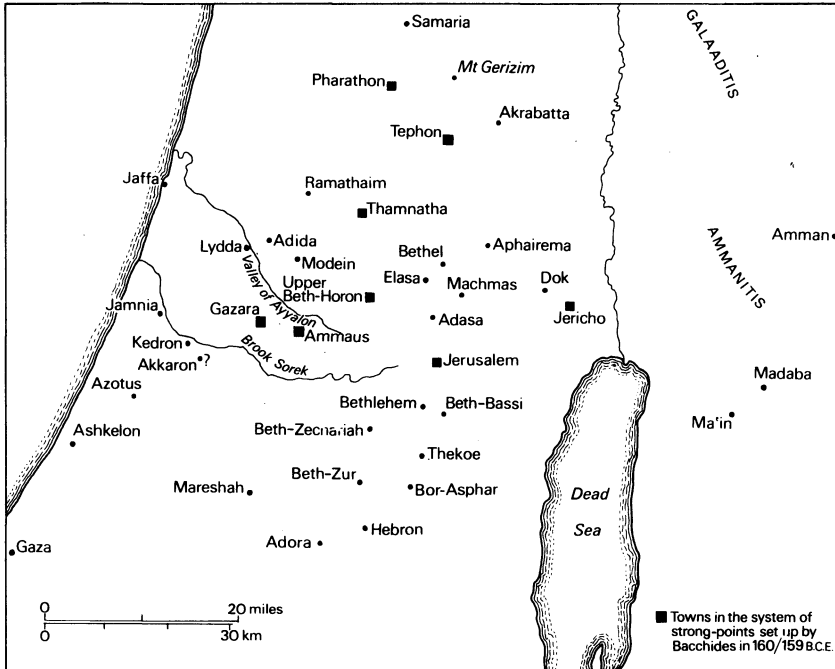 Samaria
GALAADITIS
Mt Gerizim
Pharathon
Akrabatta
Tephon
Jaffa
Ramathaim
Thamnatha
Amman
AMMANITIS
Lydda
Adida
Aphairema
Bethel
Modein
Valley of Ayyalon
Elasa
Machmas
Dok
Upper
Beth-Horon
Jamnia
Gazara
Adasa
Jericho
Ammaus
Kedron
Akkaron ?
Brook Sorek
Jerusalem
Madaba
Azotus
Bethlehem
Beth-Bassi
Ma'in
Beth-Zechariah
Ashkelon
Thekoe
Beth-Zur
Mareshah
Bor-Asphar
Dead
Sea
Hebron
Adora
Gaza
0 20 miles
0 30 km
Towns in the system of
strong-points set up by
Bacchides in 160/159 B.C.E.